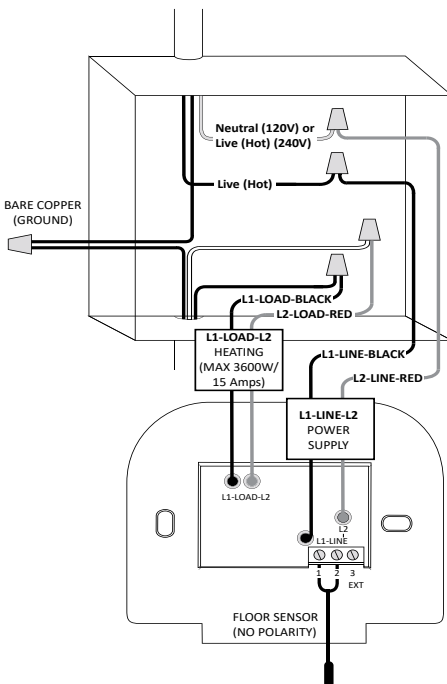 Neutral (120V) or
Live (Hot) (240V)
Live (Hot)
BARE COPPER
(GROUND)
L1-LOAD-BLACK
L2-LOAD-RED
L1-LOAD-L2
HEATING
(MAX 3600W/
15 Amps)
L1-LINE-BLACK
L2-LINE-RED
L1-LINE-L2
POWER
SUPPLY
L1-LOAD-L2
L2
L1-LINE
1 2 3
EXT
FLOOR SENSOR
(NO POLARITY)